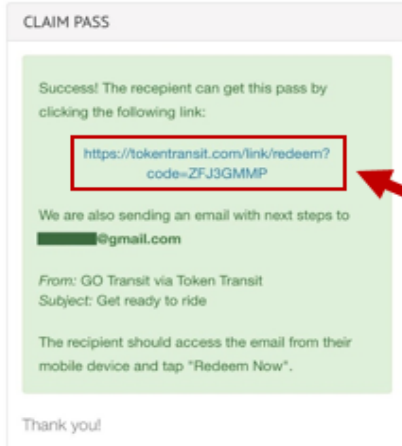 CLAIM PASS
Success! The recepient can get this pass by
clicking the following link:
https://tokentransit.com/link/redeem?
code=ZFJ3GMMP
We are also sending an email with next steps to
@gmail.com
From: GO Transit via Token Transit
Subject: Get ready to ride
The recipient should access the email from their
mobile device and tap "Redeem Now".
Thank you!